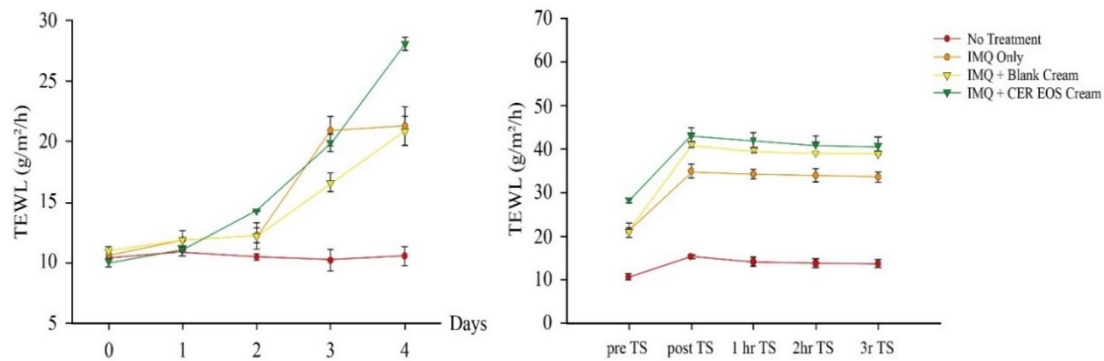 TEWL (g/m²/h)
30
25
20
15
10
5
0
1
2
3
4
Days
TEWL (g/m²/h)
70
60
50
40
30
20
10
0
pre TS
post TS
1 hr TS
2hr TS
3r TS
No Treatment
IMQ Only
IMQ + Blank Cream
IMQ + CER EOS Cream